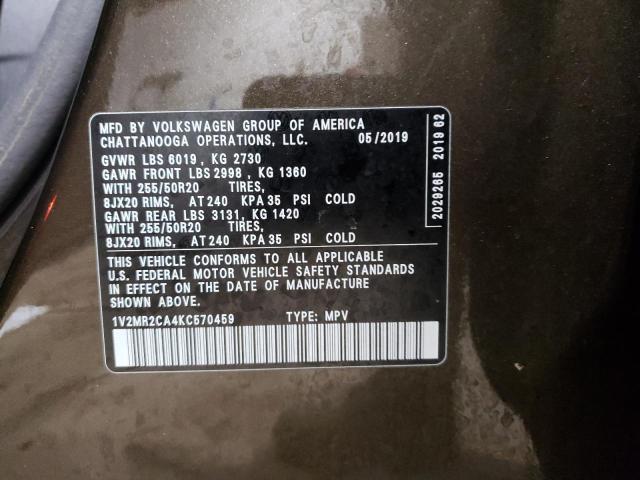 MFD BY VOLKSWAGEN GROUP OF AMERICA
CHATTANOOGA OPERATIONS, LLC. 05/2019
GVWR LBS 6019, KG 2730
GAWR FRONT LBS 2998, KG 1360
WITH 255/50R20 TIRES,
8JX20 RIMS, AT 240 KPA 35 PSI COLD
GAWR REAR LBS 3131, KG 1420
WITH 255/50R20 TIRES,
8JX20 RIMS, AT 240 KPA 35 PSI COLD
THIS VEHICLE CONFORMS TO ALL APPLICABLE
U.S. FEDERAL MOTOR VEHICLE SAFETY STANDARDS
IN EFFECT ON THE DATE OF MANUFACTURE
SHOWN ABOVE.
1V2MR2CA4KC570459 TYPE: MPV
2029265 2019 62